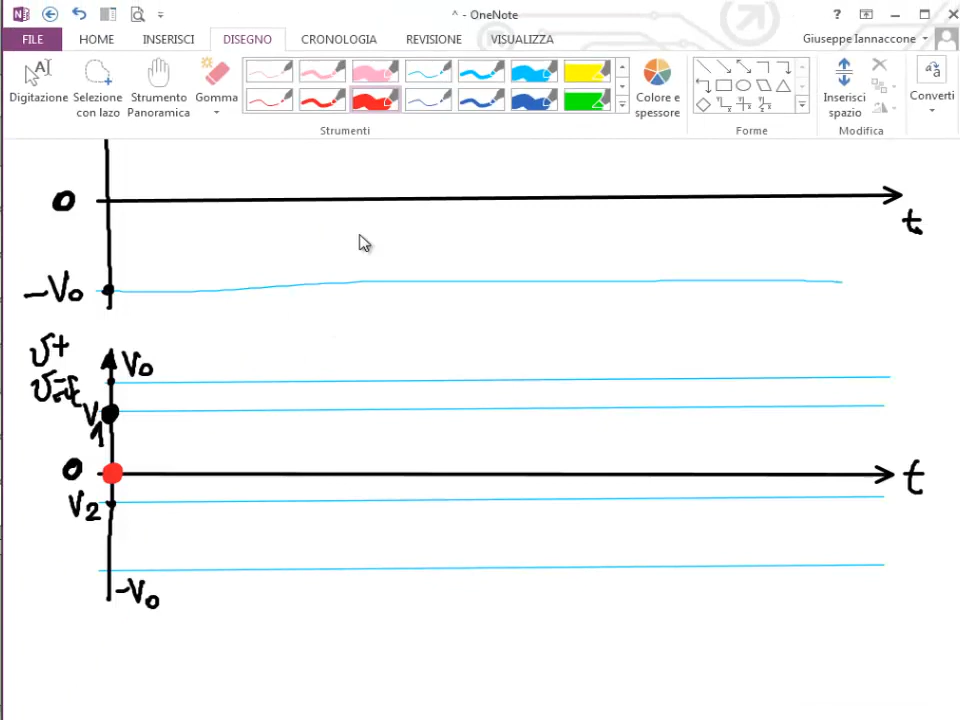 ^ - OneNote
?
FILE HOME INSERISCI DISEGNO CRONOLOGIA REVISIONE VISUALIZZA Giuseppe Iannaccone
Digitazione
Selezione con lazo
Strumento Panoramica
Gomma
Colore e spessore
Inserisci spazio
Converti
Strumenti
Forme
Modifica
0
t
-V0
v+
V0
V1
0
t
V2
-V0